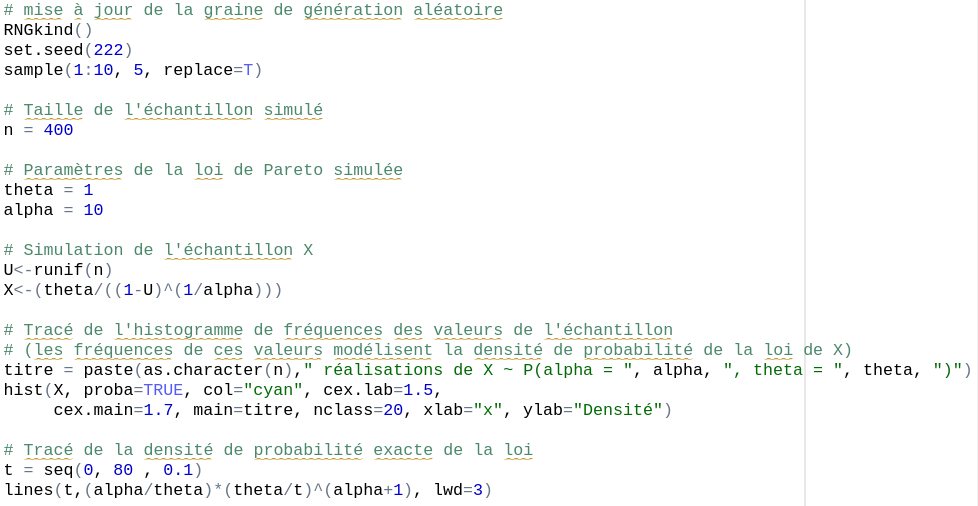 # mise à jour de la graine de génération aléatoire
RNGkind()
set.seed(222)
sample(1:10, 5, replace=T)
# Taille de l'échantillon simulé
n = 400
# Paramètres de la loi de Pareto simulée
theta = 1
alpha = 10
# Simulation de l'échantillon X
U<-runif(n)
X<-(theta/((1-U)^(1/alpha)))
# Tracé de l'histogramme de fréquences des valeurs de l'échantillon
# (les fréquences de ces valeurs modélisent la densité de probabilité de la loi de X)
titre = paste(as.character(n)," réalisations de X ~ P(alpha = ", alpha, ", theta = ", theta, ")")
hist(X, proba=TRUE, col="cyan", cex.lab=1.5,
     cex.main=1.7, main=titre, nclass=20, xlab="x", ylab="Densité")
# Tracé de la densité de probabilité exacte de la loi
t = seq(0, 80 , 0.1)
lines(t,(alpha/theta)*(theta/t)^(alpha+1), lwd=3)